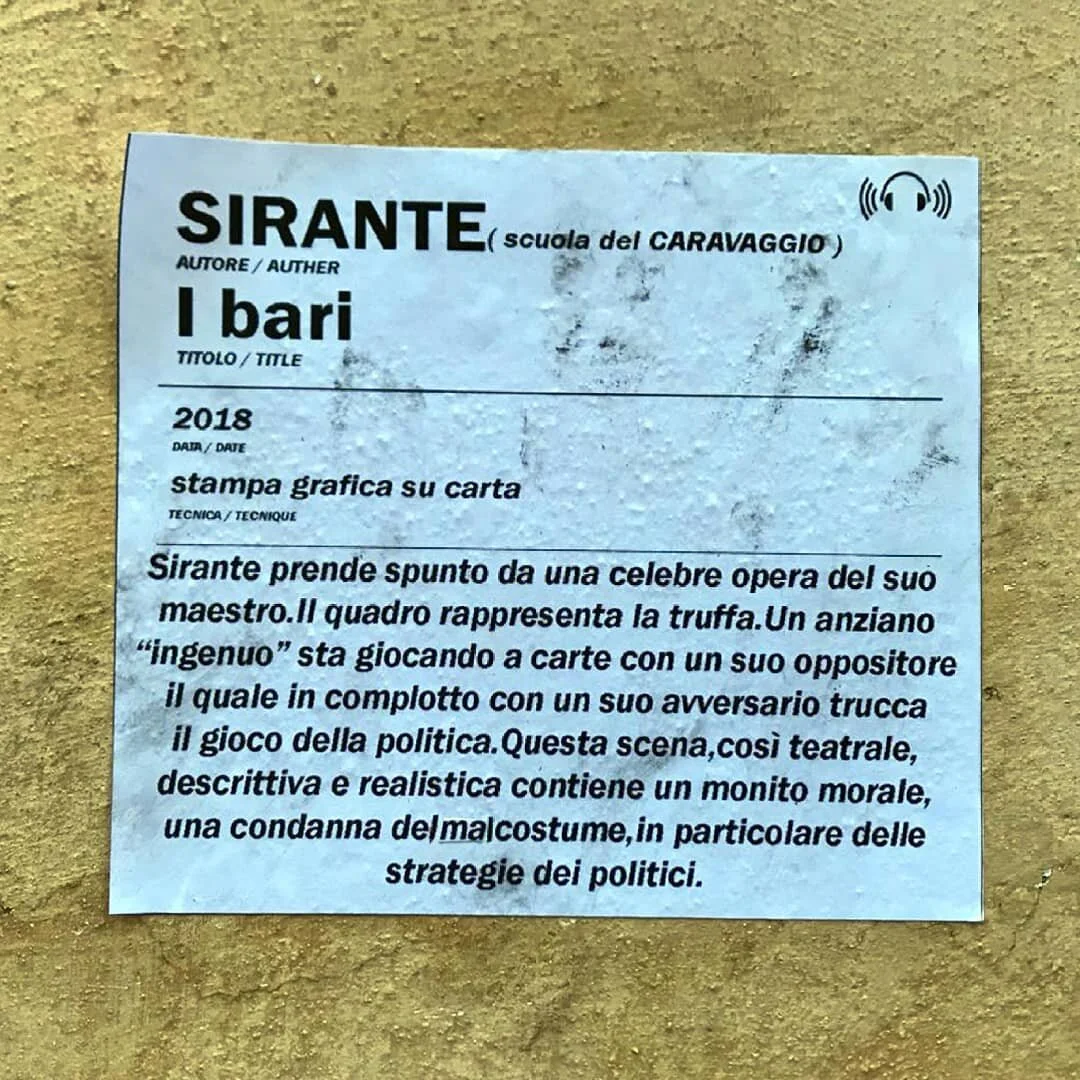 SIRANTE ( scuola del CARAVAGGIO )
AUTORE / AUTHER
I bari
TITOLO / TITLE
2018
DATA / DATE
stampa grafica su carta
TECNICA / TECNIQUE
Sirante prende spunto da una celebre opera del suo
maestro.Il quadro rappresenta la truffa.Un anziano
“ingenuo” sta giocando a carte con un suo oppositore
il quale in complotto con un suo avversario trucca
il gioco della politica.Questa scena,così teatrale,
descrittiva e realistica contiene un monito morale,
una condanna del malcostume,in particolare delle
strategie dei politici.